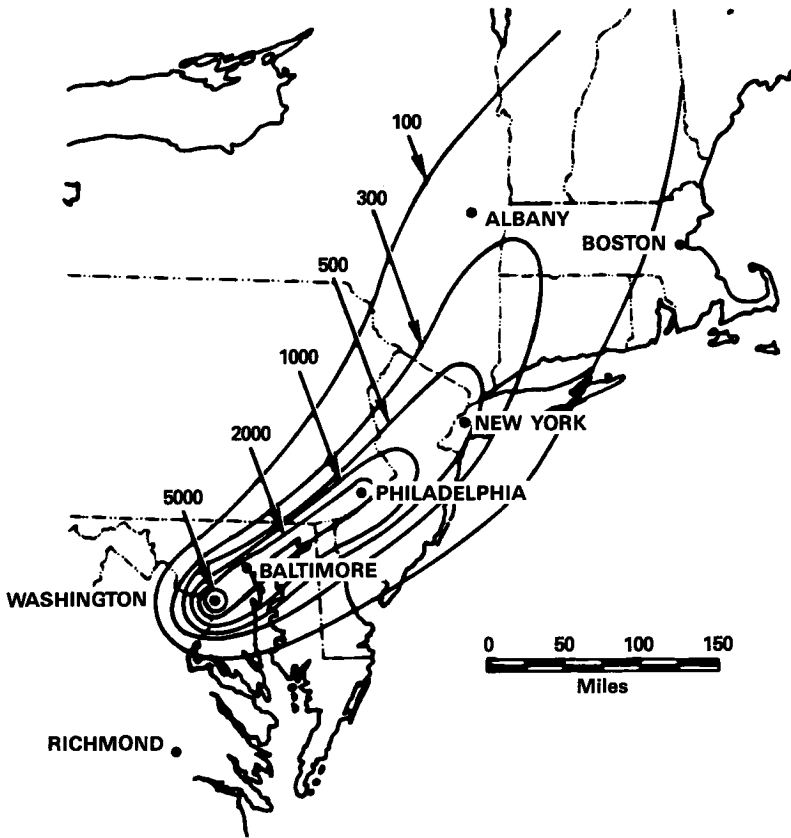 100
ALBANY
300
BOSTON
500
1000
NEW YORK
2000
5000
PHILADELPHIA
BALTIMORE
WASHINGTON
0 50 100 150
Miles
RICHMOND